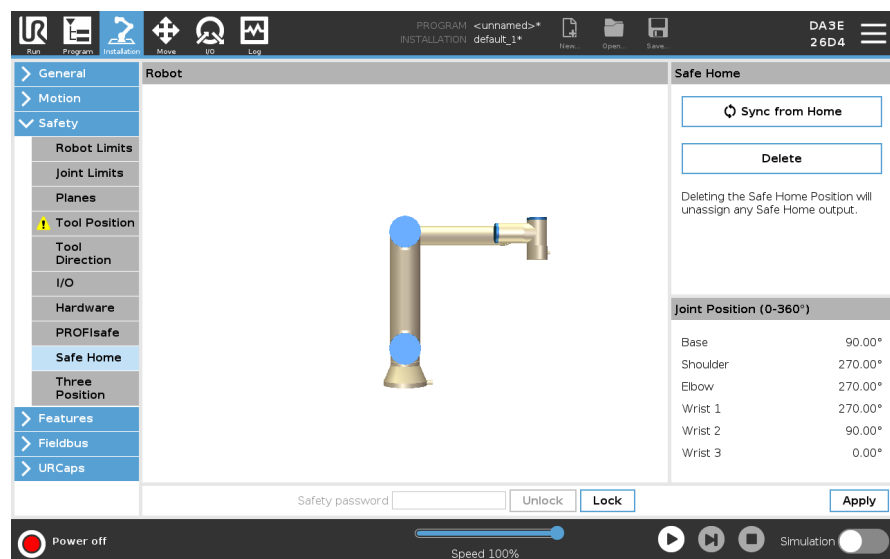 PROGRAM <unnamed>*
INSTALLATION default_1*
DA3E
26D4
Run Program Installation Move I/O Log New... Open... Save...
General
Motion
Safety
Robot Limits
Joint Limits
Planes
Tool Position
Tool
Direction
I/O
Hardware
PROFIsafe
Safe Home
Three
Position
Features
Fieldbus
URCaps
Robot
Safe Home
Sync from Home
Delete
Deleting the Safe Home Position will
unassign any Safe Home output.
Joint Position (0-360°)
Base 90.00°
Shoulder 270.00°
Elbow 270.00°
Wrist 1 270.00°
Wrist 2 90.00°
Wrist 3 0.00°
Safety password Unlock Lock Apply
Power off
Speed 100%
Simulation